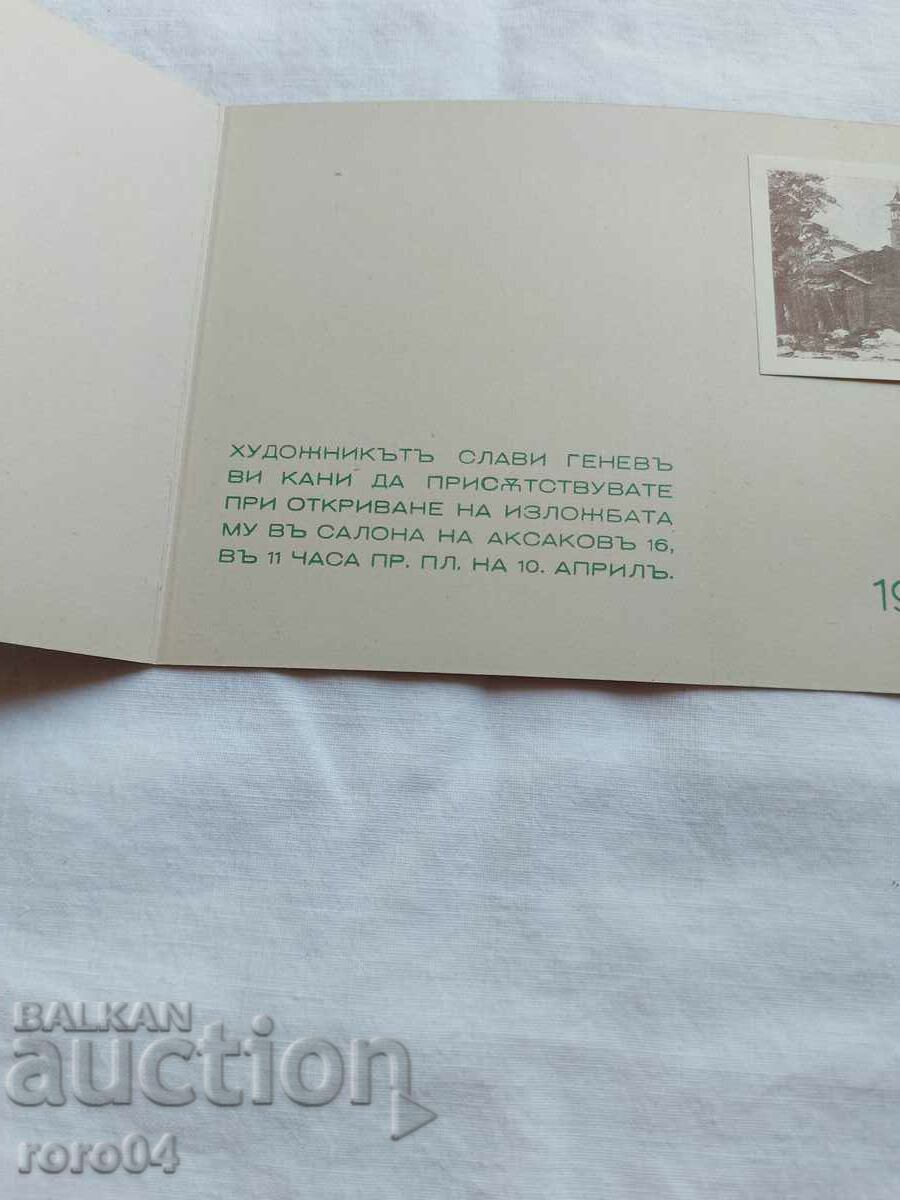 ХУДОЖНИКЪТЪ СЛАВИ ГЕНЕВЪ
ВИ КАНИ ДА ПРИСѪТСТВУВАТЕ
ПРИ ОТКРИВАНЕ НА ИЗЛОЖБАТА
МУ ВЪ САЛОНА НА АКСАКОВЪ 16,
ВЪ 11 ЧАСА ПР. ПЛ. НА 10. АПРИЛЪ.
19
BALKAN
auction
roro04